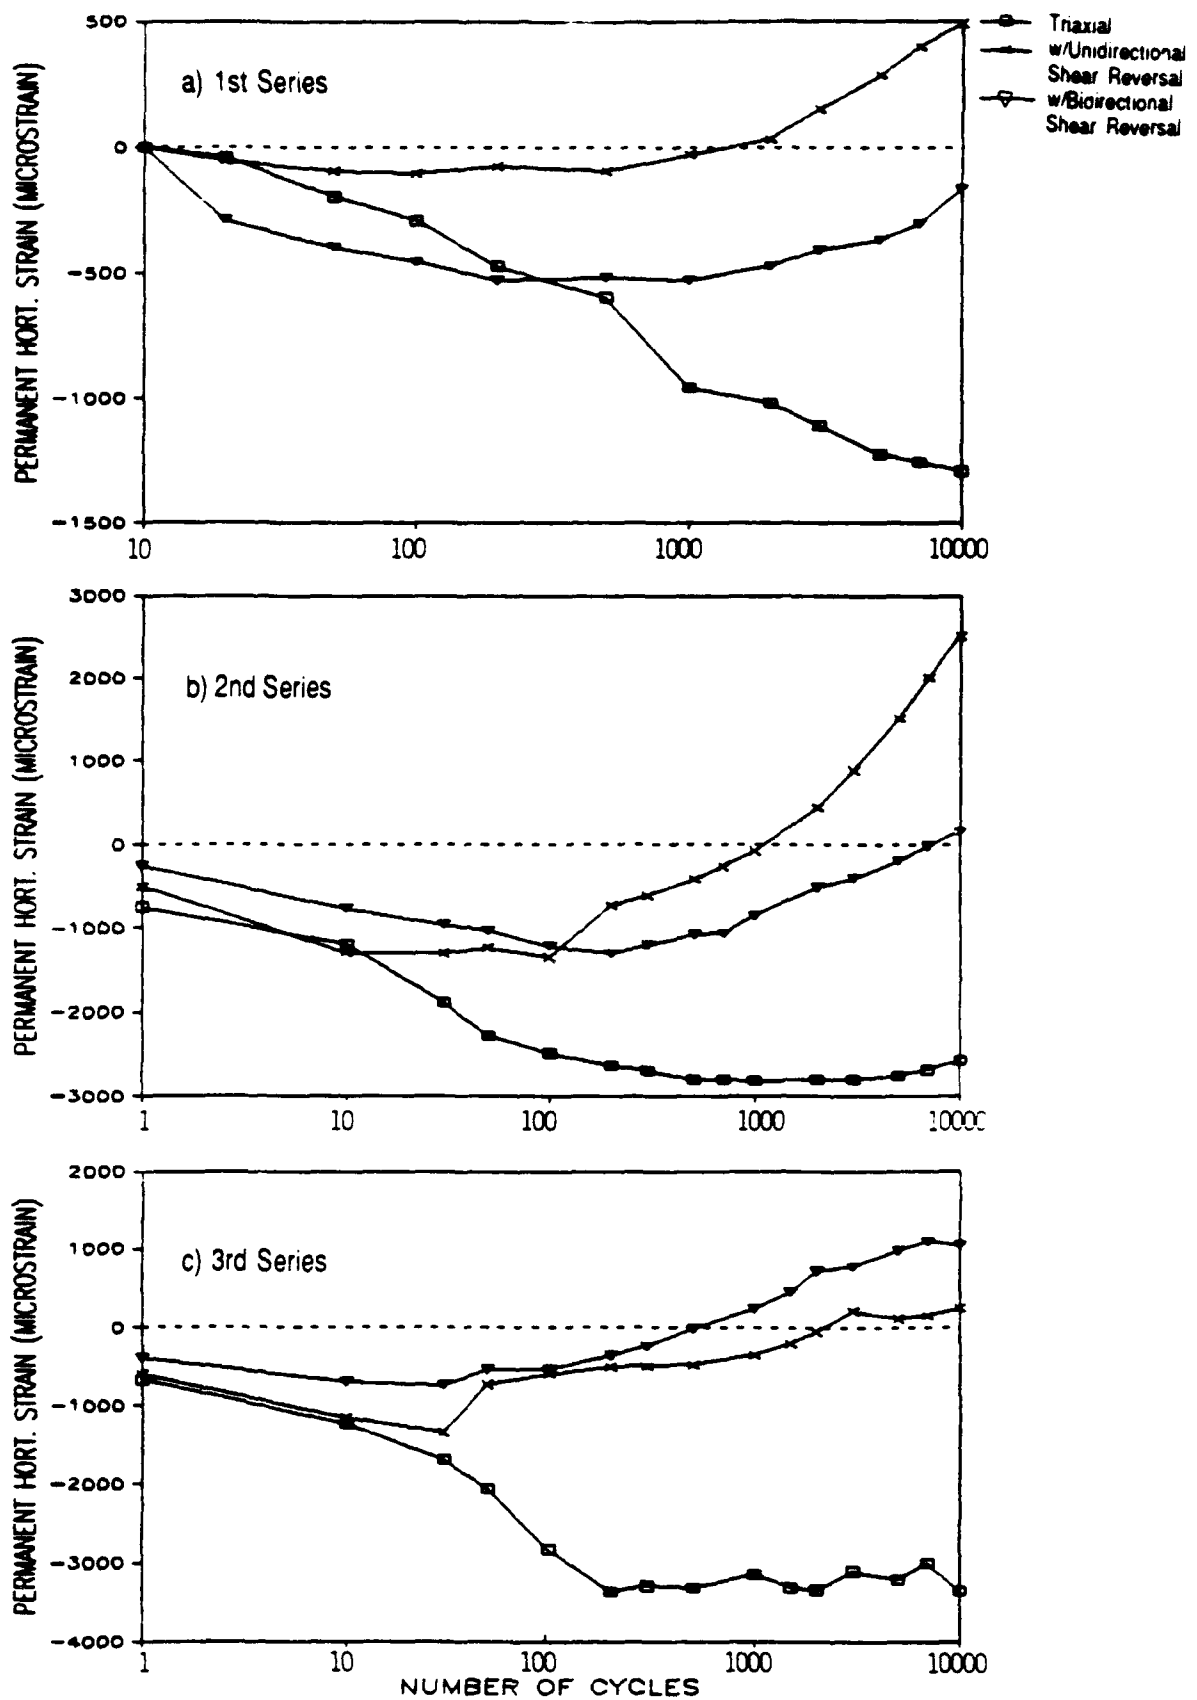 Triaxial
w/Unidirectional
Shear Reversal
w/Bidirectional
Shear Reversal
PERMANENT HORT. STRAIN (MICROSTRAIN)
a) 1st Series
500
0
-500
-1000
-1500
10
100
1000
10000
PERMANENT HORT. STRAIN (MICROSTRAIN)
b) 2nd Series
3000
2000
1000
0
-1000
-2000
-3000
1
10
100
1000
10000
PERMANENT HORT. STRAIN (MICROSTRAIN)
c) 3rd Series
2000
1000
0
-1000
-2000
-3000
-4000
1
10
100
1000
10000
NUMBER OF CYCLES